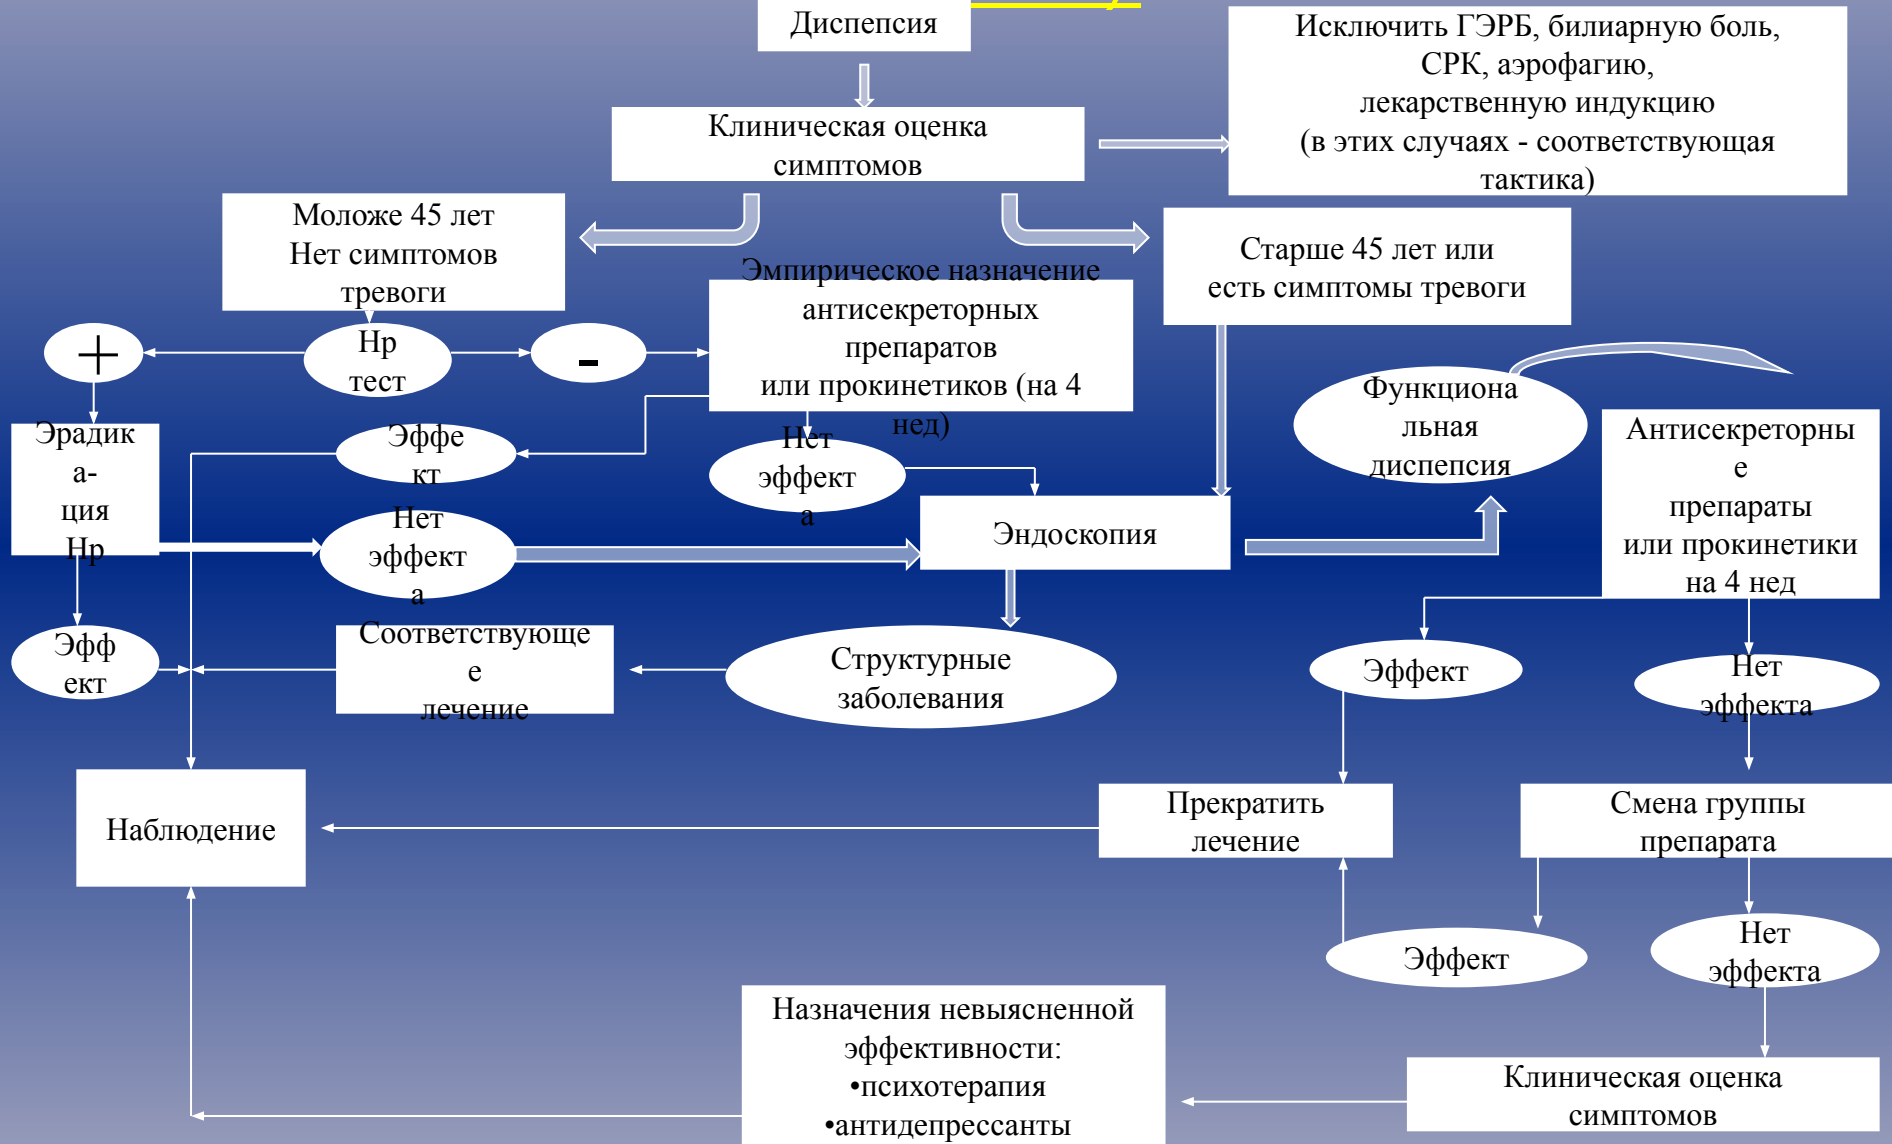 Диспепсия
Исключить ГЭРБ, билиарную боль,
СРК, аэрофагию,
лекарственную индукцию
(в этих случаях - соответствующая
тактика)
Клиническая оценка
симптомов
Моложе 45 лет
Нет симптомов
тревоги
Старше 45 лет или
есть симптомы тревоги
Эмпирическое назначение
антисекреторных
препаратов
или прокинетиков (на 4
нед)
+
Нр
тест
-
Функциона
льная
диспепсия
Эрадик
а-
ция
Нр
Эффе
кт
Нет
эффект
а
Антисекреторны
е
препараты
или прокинетики
на 4 нед
Нет
эффект
а
Эндоскопия
Эфф
ект
Соответствующе
е
лечение
Структурные
заболевания
Эффект
Нет
эффекта
Наблюдение
Прекратить
лечение
Смена группы
препарата
Эффект
Нет
эффекта
Назначения невыясненной
эффективности:
•психотерапия
•антидепрессанты
Клиническая оценка
симптомов